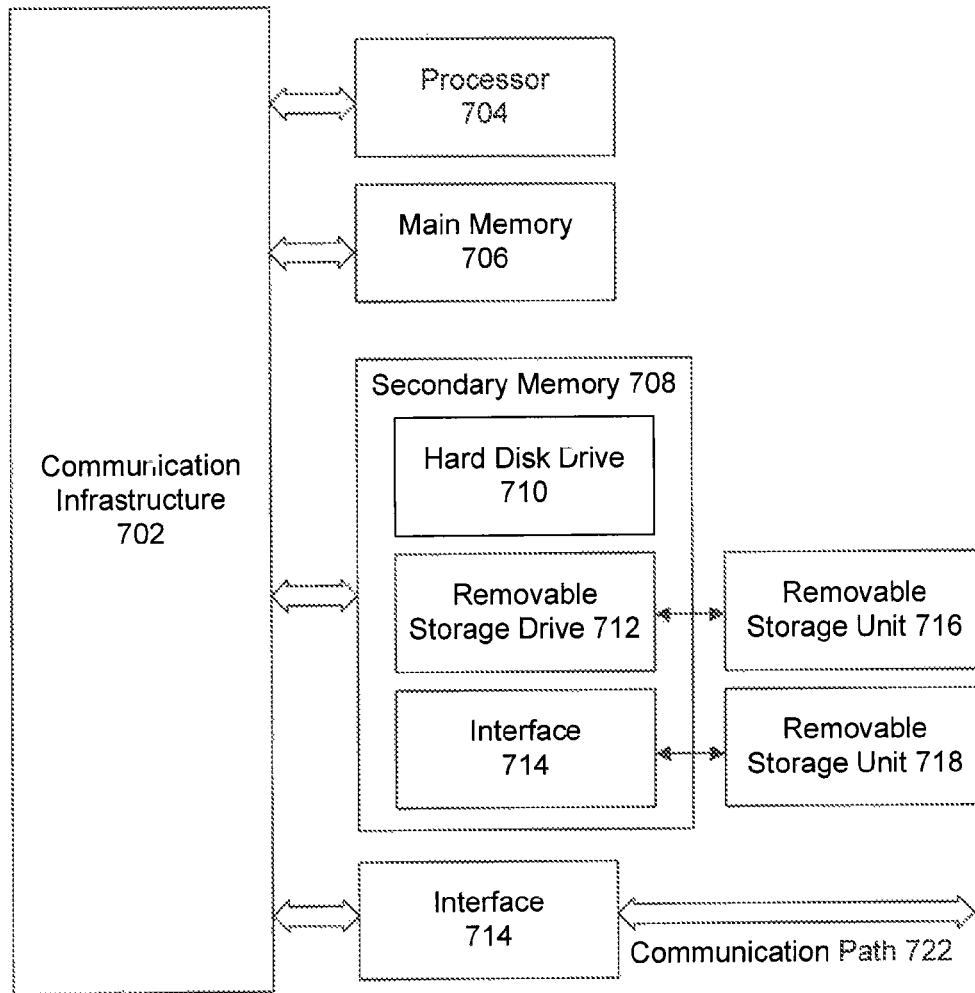 Processor
704
Main Memory
706
Secondary Memory 708
Hard Disk Drive
710
Communication
Infrastructure
702
Removable
Storage Drive 712
Removable
Storage Unit 716
Interface
714
Removable
Storage Unit 718
Interface
714
Communication Path 722